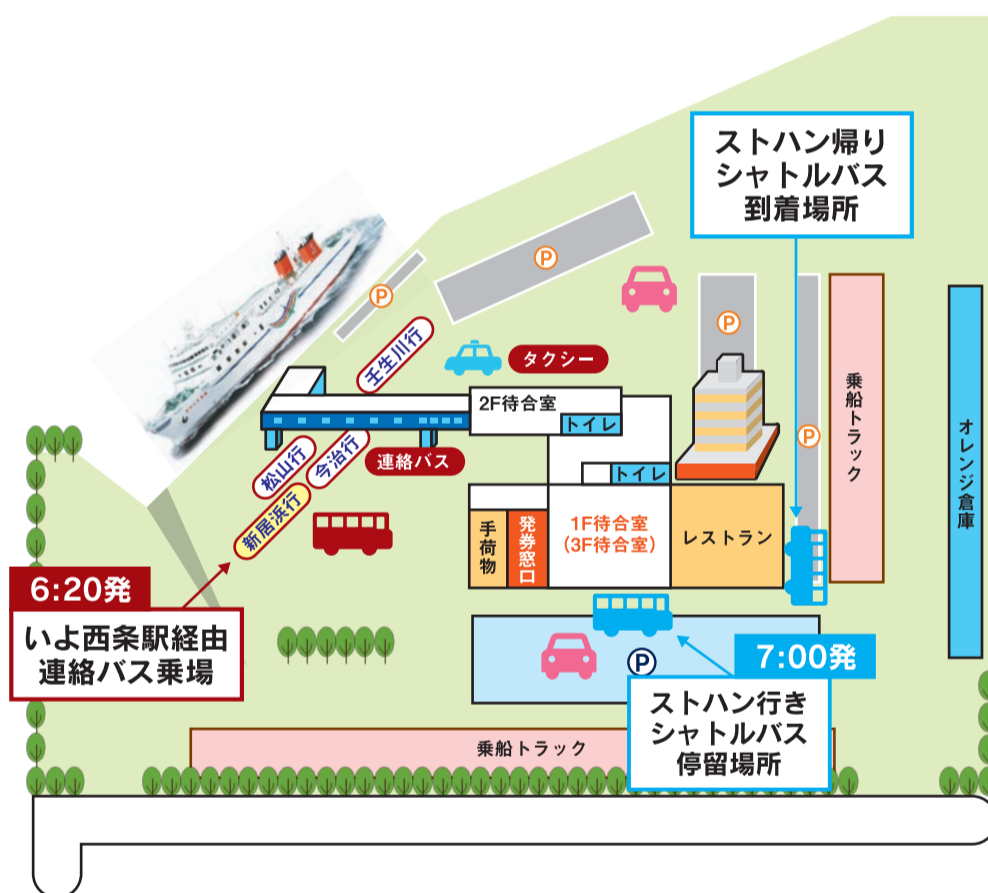 ストハン帰り
シャトルバス
到着場所
P
P
P
P
壬生川行
タクシー
2F待合室
トイレ
連絡バス
今治行
松山行
新居浜行
トイレ
乗船トラック
オレンジ倉庫
手荷物
発券窓口
1F待合室
(3F待合室)
レストラン
6:20発
いよ西条駅経由
連絡バス乗場
P
7:00発
ストハン行き
シャトルバス
停留場所
乗船トラック